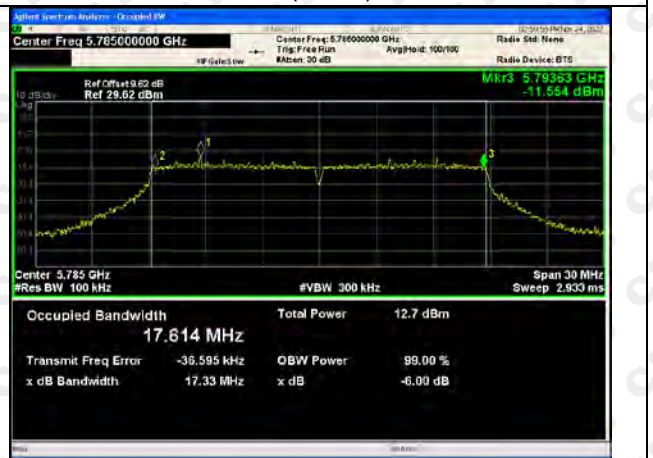 Agilent Spectrum Analyzer - Occupied BW
Center Freq 5.785000000 GHz
Center Freq: 5.785000000 GHz
Trig: Free Run
Avg|Hold: 100/100
#Atten: 30 dB
#IFGain:Low
Radio Std: None
Radio Device: BTS
Mkr3 5.79363 GHz
-11.554 dBm
Ref Offset 9.62 dB
10 dB/div
Ref 29.62 dBm
Log
1
2
3
Center 5.785 GHz
Span 30 MHz
#Res BW 100 kHz
#VBW 300 kHz
Sweep 2.933 ms
Occupied Bandwidth
17.614 MHz
Total Power
12.7 dBm
Transmit Freq Error
-36.595 kHz
OBW Power
99.00 %
x dB Bandwidth
17.33 MHz
x dB
-6.00 dB